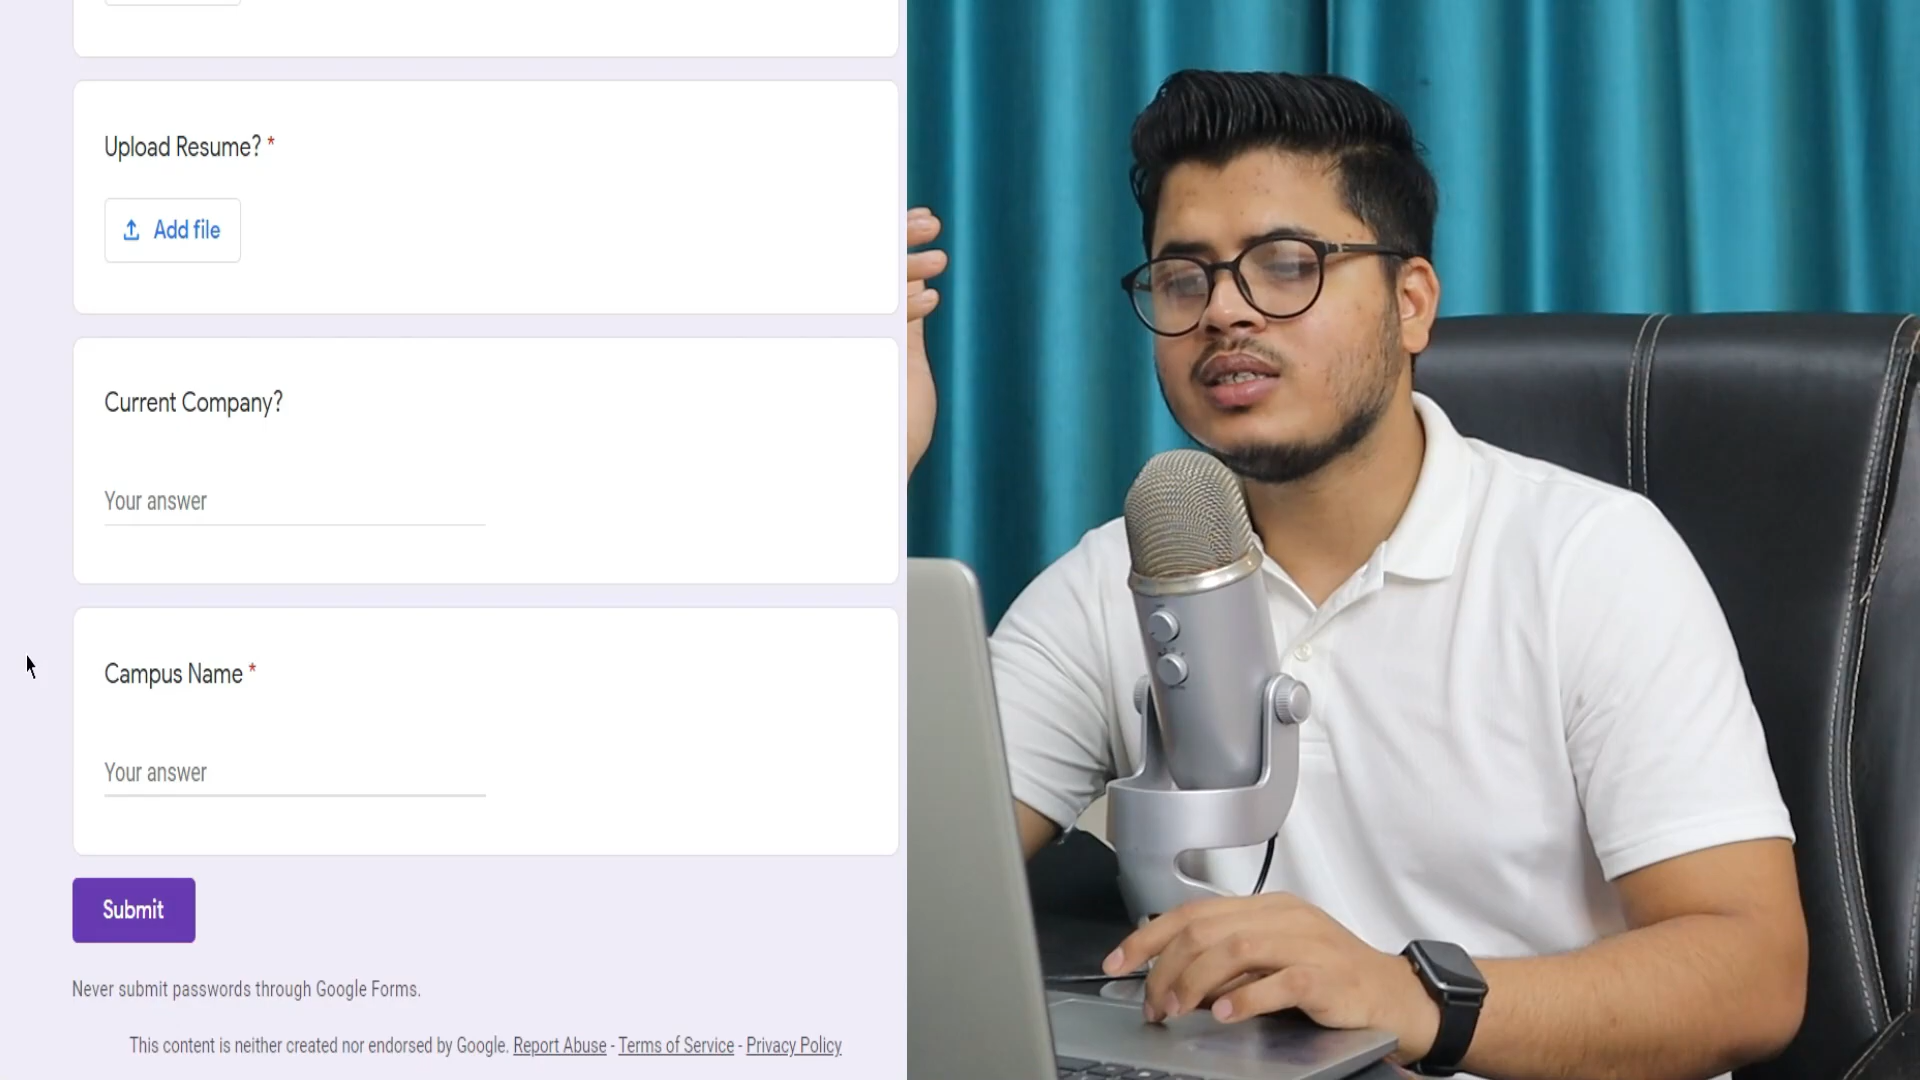 Upload Resume? *
Add file
Current Company?
Your answer
Campus Name *
Your answer
Submit
Never submit passwords through Google Forms.
This content is neither created nor endorsed by Google. Report Abuse - Terms of Service - Privacy Policy